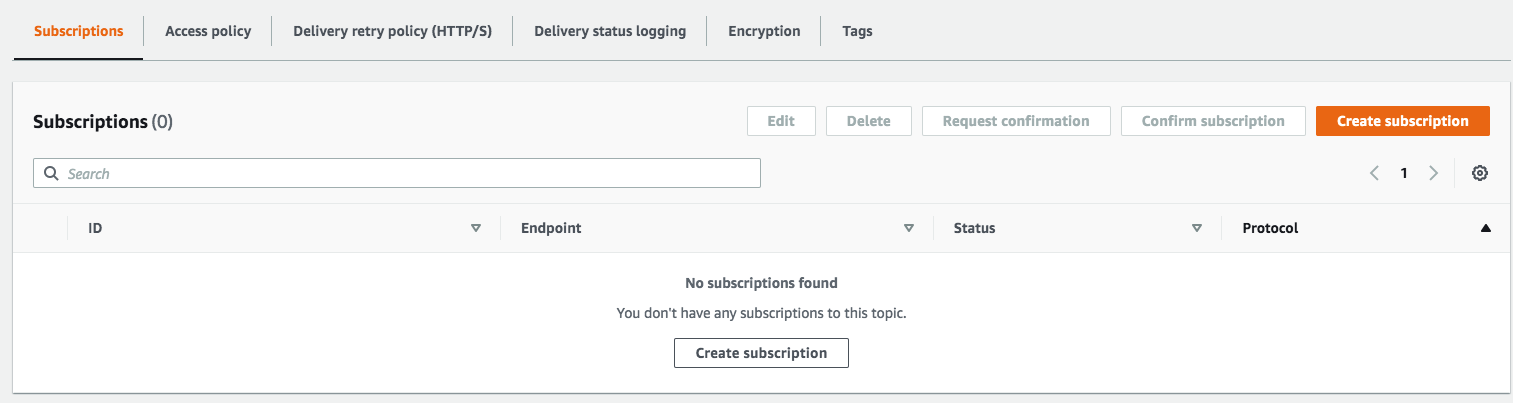 Subscriptions Access policy Delivery retry policy (HTTP/S) Delivery status logging Encryption Tags
Subscriptions (0) Edit Delete Request confirmation Confirm subscription Create subscription
Search 1
ID Endpoint Status Protocol
No subscriptions found
You don't have any subscriptions to this topic.
Create subscription